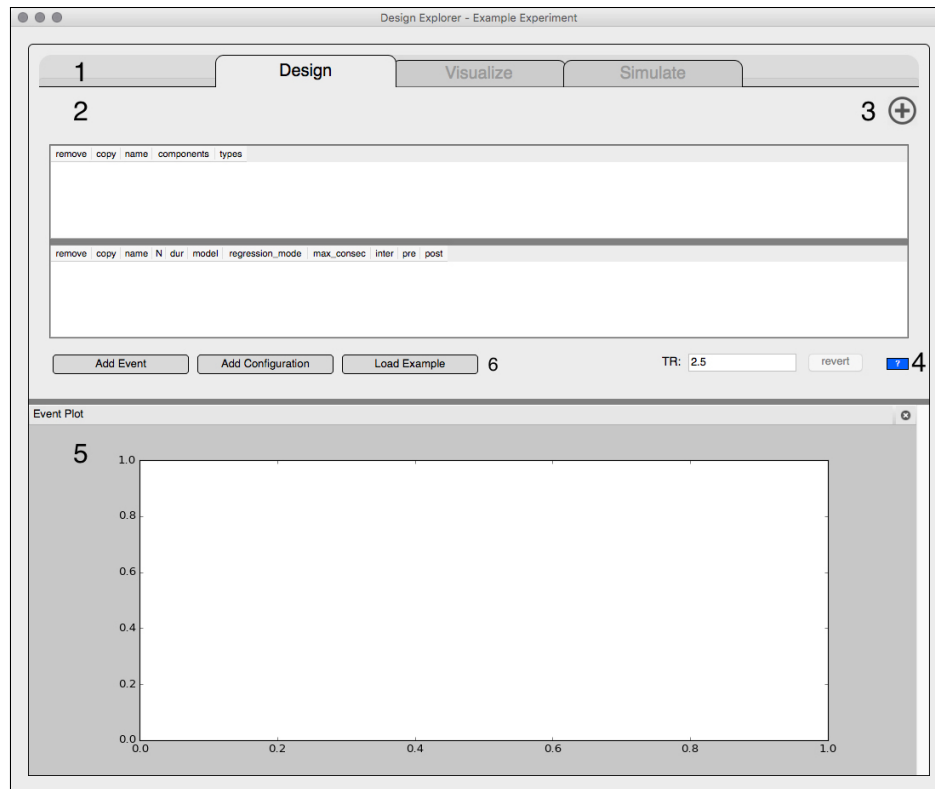 Design Explorer - Example Experiment
1 Design Visualize Simulate
2 3
remove copy name components types
remove copy name N dur model regression_mode max_consec inter pre post
Add Event Add Configuration Load Example 6 TR: 2.5 revert ? 4
Event Plot
5
1.0
0.8
0.6
0.4
0.2
0.0
0.0 0.2 0.4 0.6 0.8 1.0